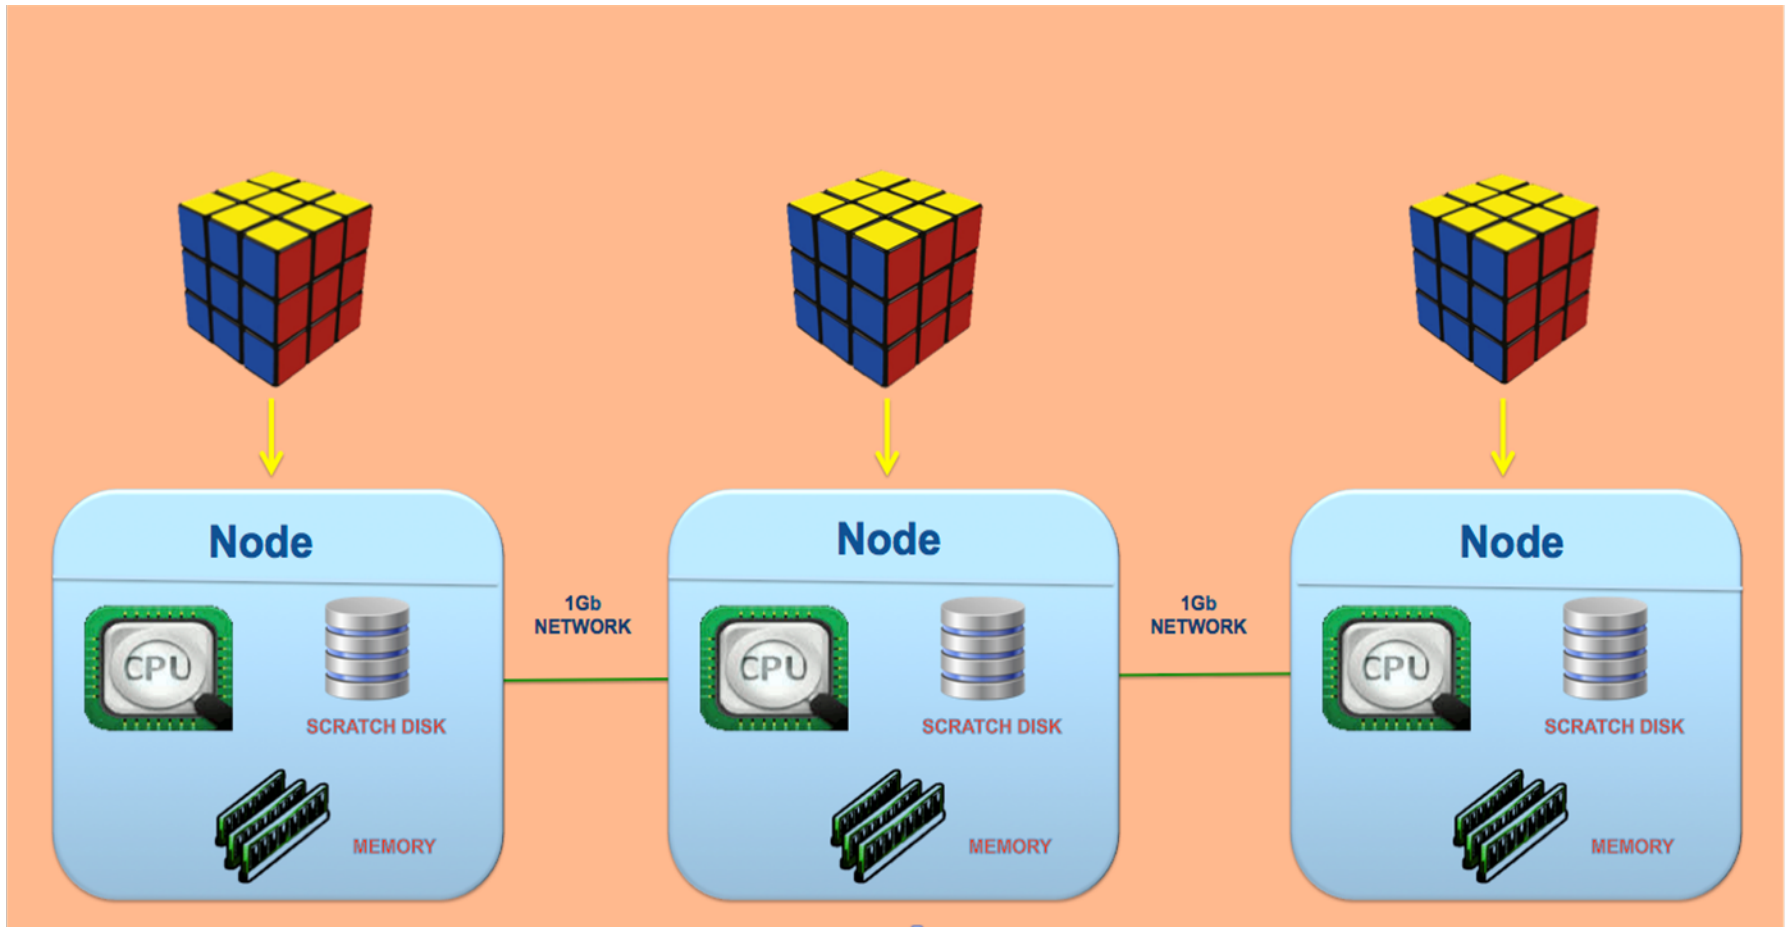 Node
Node
Node
1Gb
NETWORK
1Gb
NETWORK
CPU
CPU
CPU
SCRATCH DISK
SCRATCH DISK
SCRATCH DISK
MEMORY
MEMORY
MEMORY